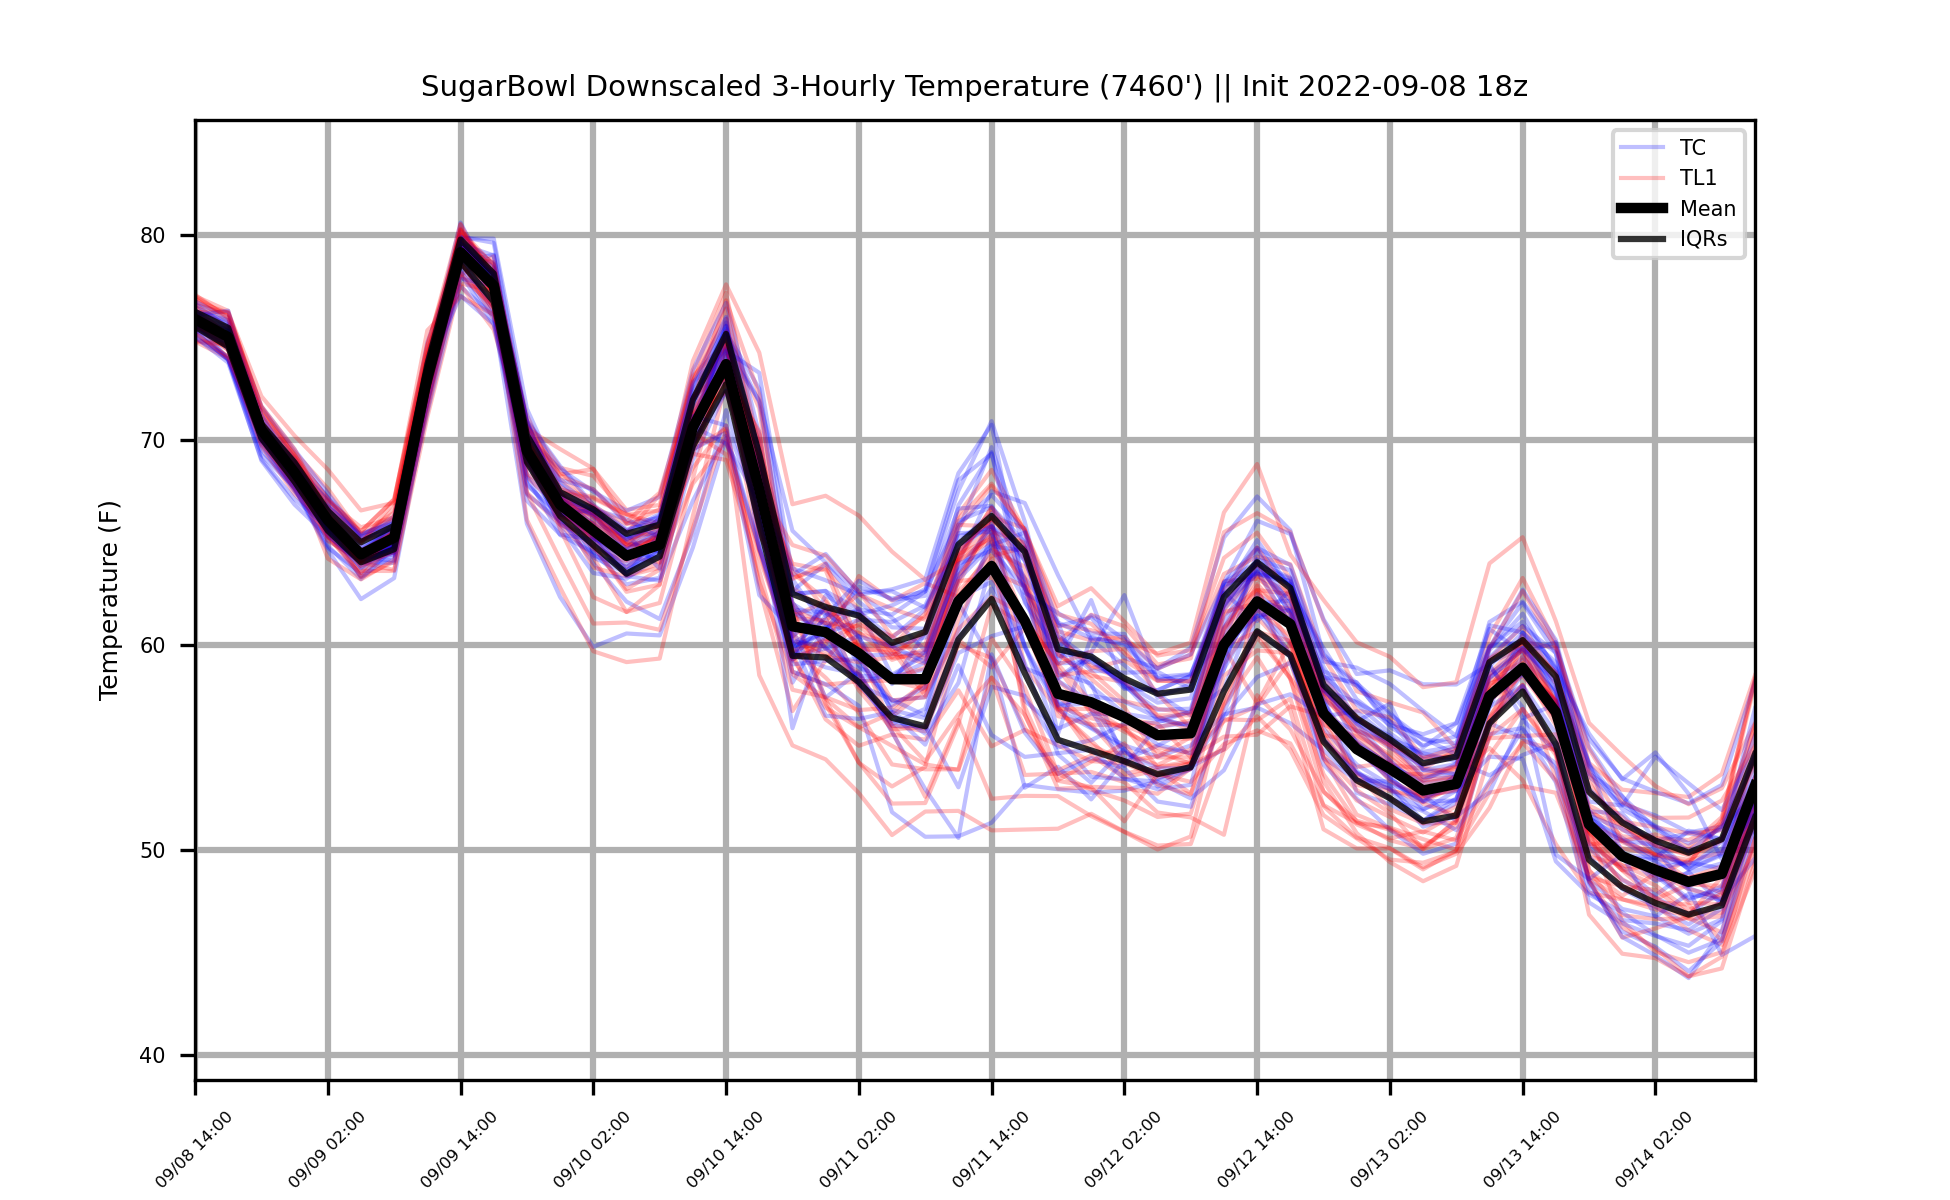 SugarBowl Downscaled 3-Hourly Temperature (7460') || Init 2022-09-08 18z
TC
TL1
Mean
IQRs
Temperature (F)
80
70
60
50
40
09/08 14:00
09/09 02:00
09/09 14:00
09/10 02:00
09/10 14:00
09/11 02:00
09/11 14:00
09/12 02:00
09/12 14:00
09/13 02:00
09/13 14:00
09/14 02:00